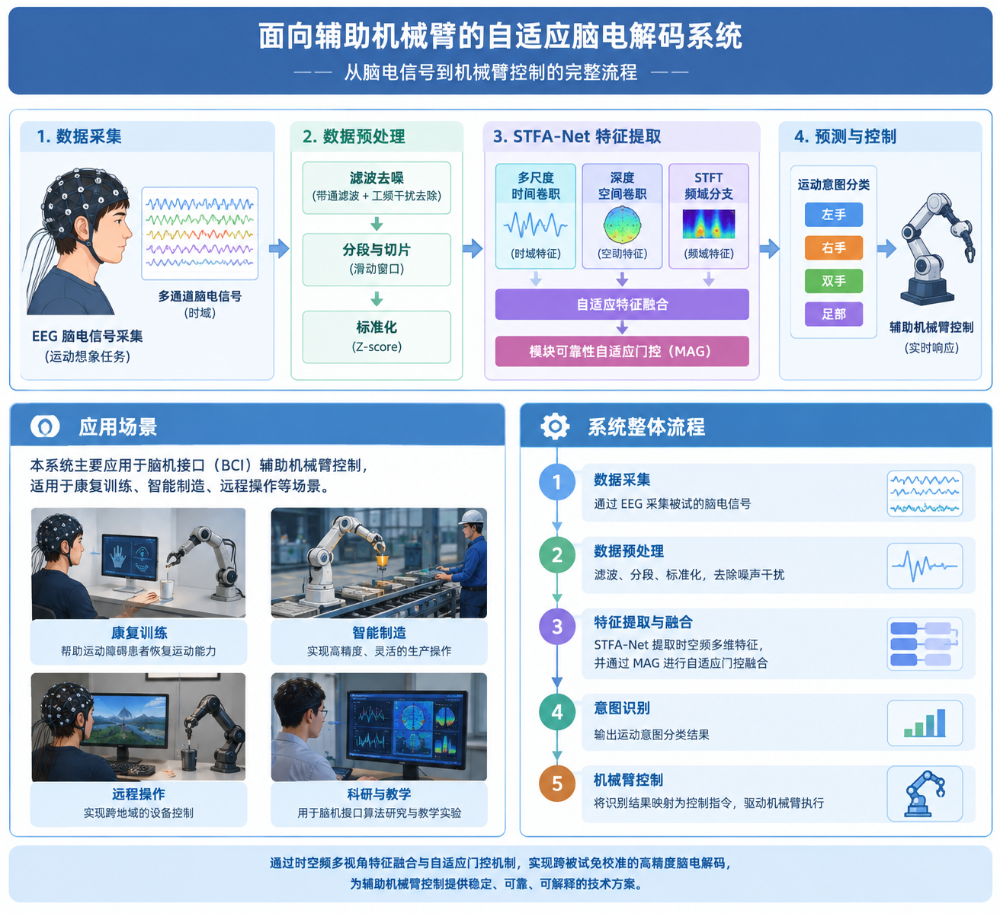 面向辅助机械臂的自适应脑电解码系统
从脑电信号到机械臂控制的完整流程
1. 数据采集
多通道脑电信号
(时域)
EEG 脑电信号采集
(运动想象任务)
2. 数据预处理
滤波去噪
(带通滤波 + 工频干扰去除)
分段与切片
(滑动窗口)
标准化
(Z-score)
3. STFA-Net 特征提取
多尺度
时间卷职
(时域特征)
深度
空间卷职
(空动特征)
STFT
频域分支
(频域特征)
自适应特征融合
模块可靠性自适应门控（MAG）
4. 预测与控制
运动意图分类
左手
右手
双手
足部
辅助机械臂控制
(实时响应)
应用场景
本系统主要应用于脑机接口（BCI）辅助机械臂控制，
适用于康复训练、智能制造、远程操作等场景。
康复训练
帮助运动障碍患者恢复运动能力
智能制造
实现高精度、灵活的生产操作
远程操作
实现跨地域的设备控制
科研与教学
用于脑机接口算法研究与教学实验
系统整体流程
1
数据采集
通过 EEG 采集被试的脑电信号
2
数据预处理
滤波、分段、标准化，去除噪声干扰
3
特征提取与融合
STFA-Net 提取时空频多维特征，
并通过 MAG 进行自适应门控融合
4
意图识别
输出运动意图分类结果
5
机械臂控制
将识别结果映射为控制指令，驱动机械臂执行
通过时空频多视角特征融合与自适应门控机制，实现跨被试免校准的高精度脑电解码，
为辅助机械臂控制提供稳定、可靠、可解释的技术方案。